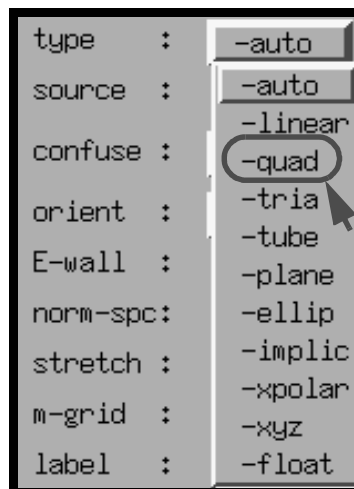 type : -auto
source : -auto
-linear
confuse : -quad
orient : -tria
-tube
E-wall : -plane
norm-spc: -ellip
stretch : -implic
-xpolar
m-grid : -xyz
label : -float